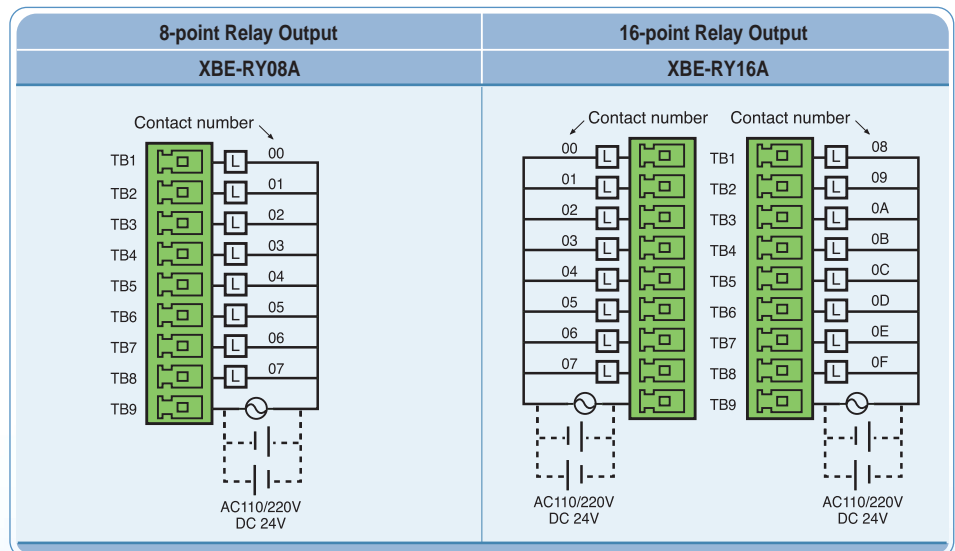 8-point Relay Output
16-point Relay Output
XBE-RY08A
XBE-RY16A
Contact number
TB1 L 00
TB2 L 01
TB3 L 02
TB4 L 03
TB5 L 04
TB6 L 05
TB7 L 06
TB8 L 07
TB9
AC110/220V
DC 24V
Contact number
Contact number
00 L TB1 L 08
01 L TB2 L 09
02 L TB3 L 0A
03 L TB4 L 0B
04 L TB5 L 0C
05 L TB6 L 0D
06 L TB7 L 0E
07 L TB8 L 0F
TB9
AC110/220V
DC 24V
AC110/220V
DC 24V